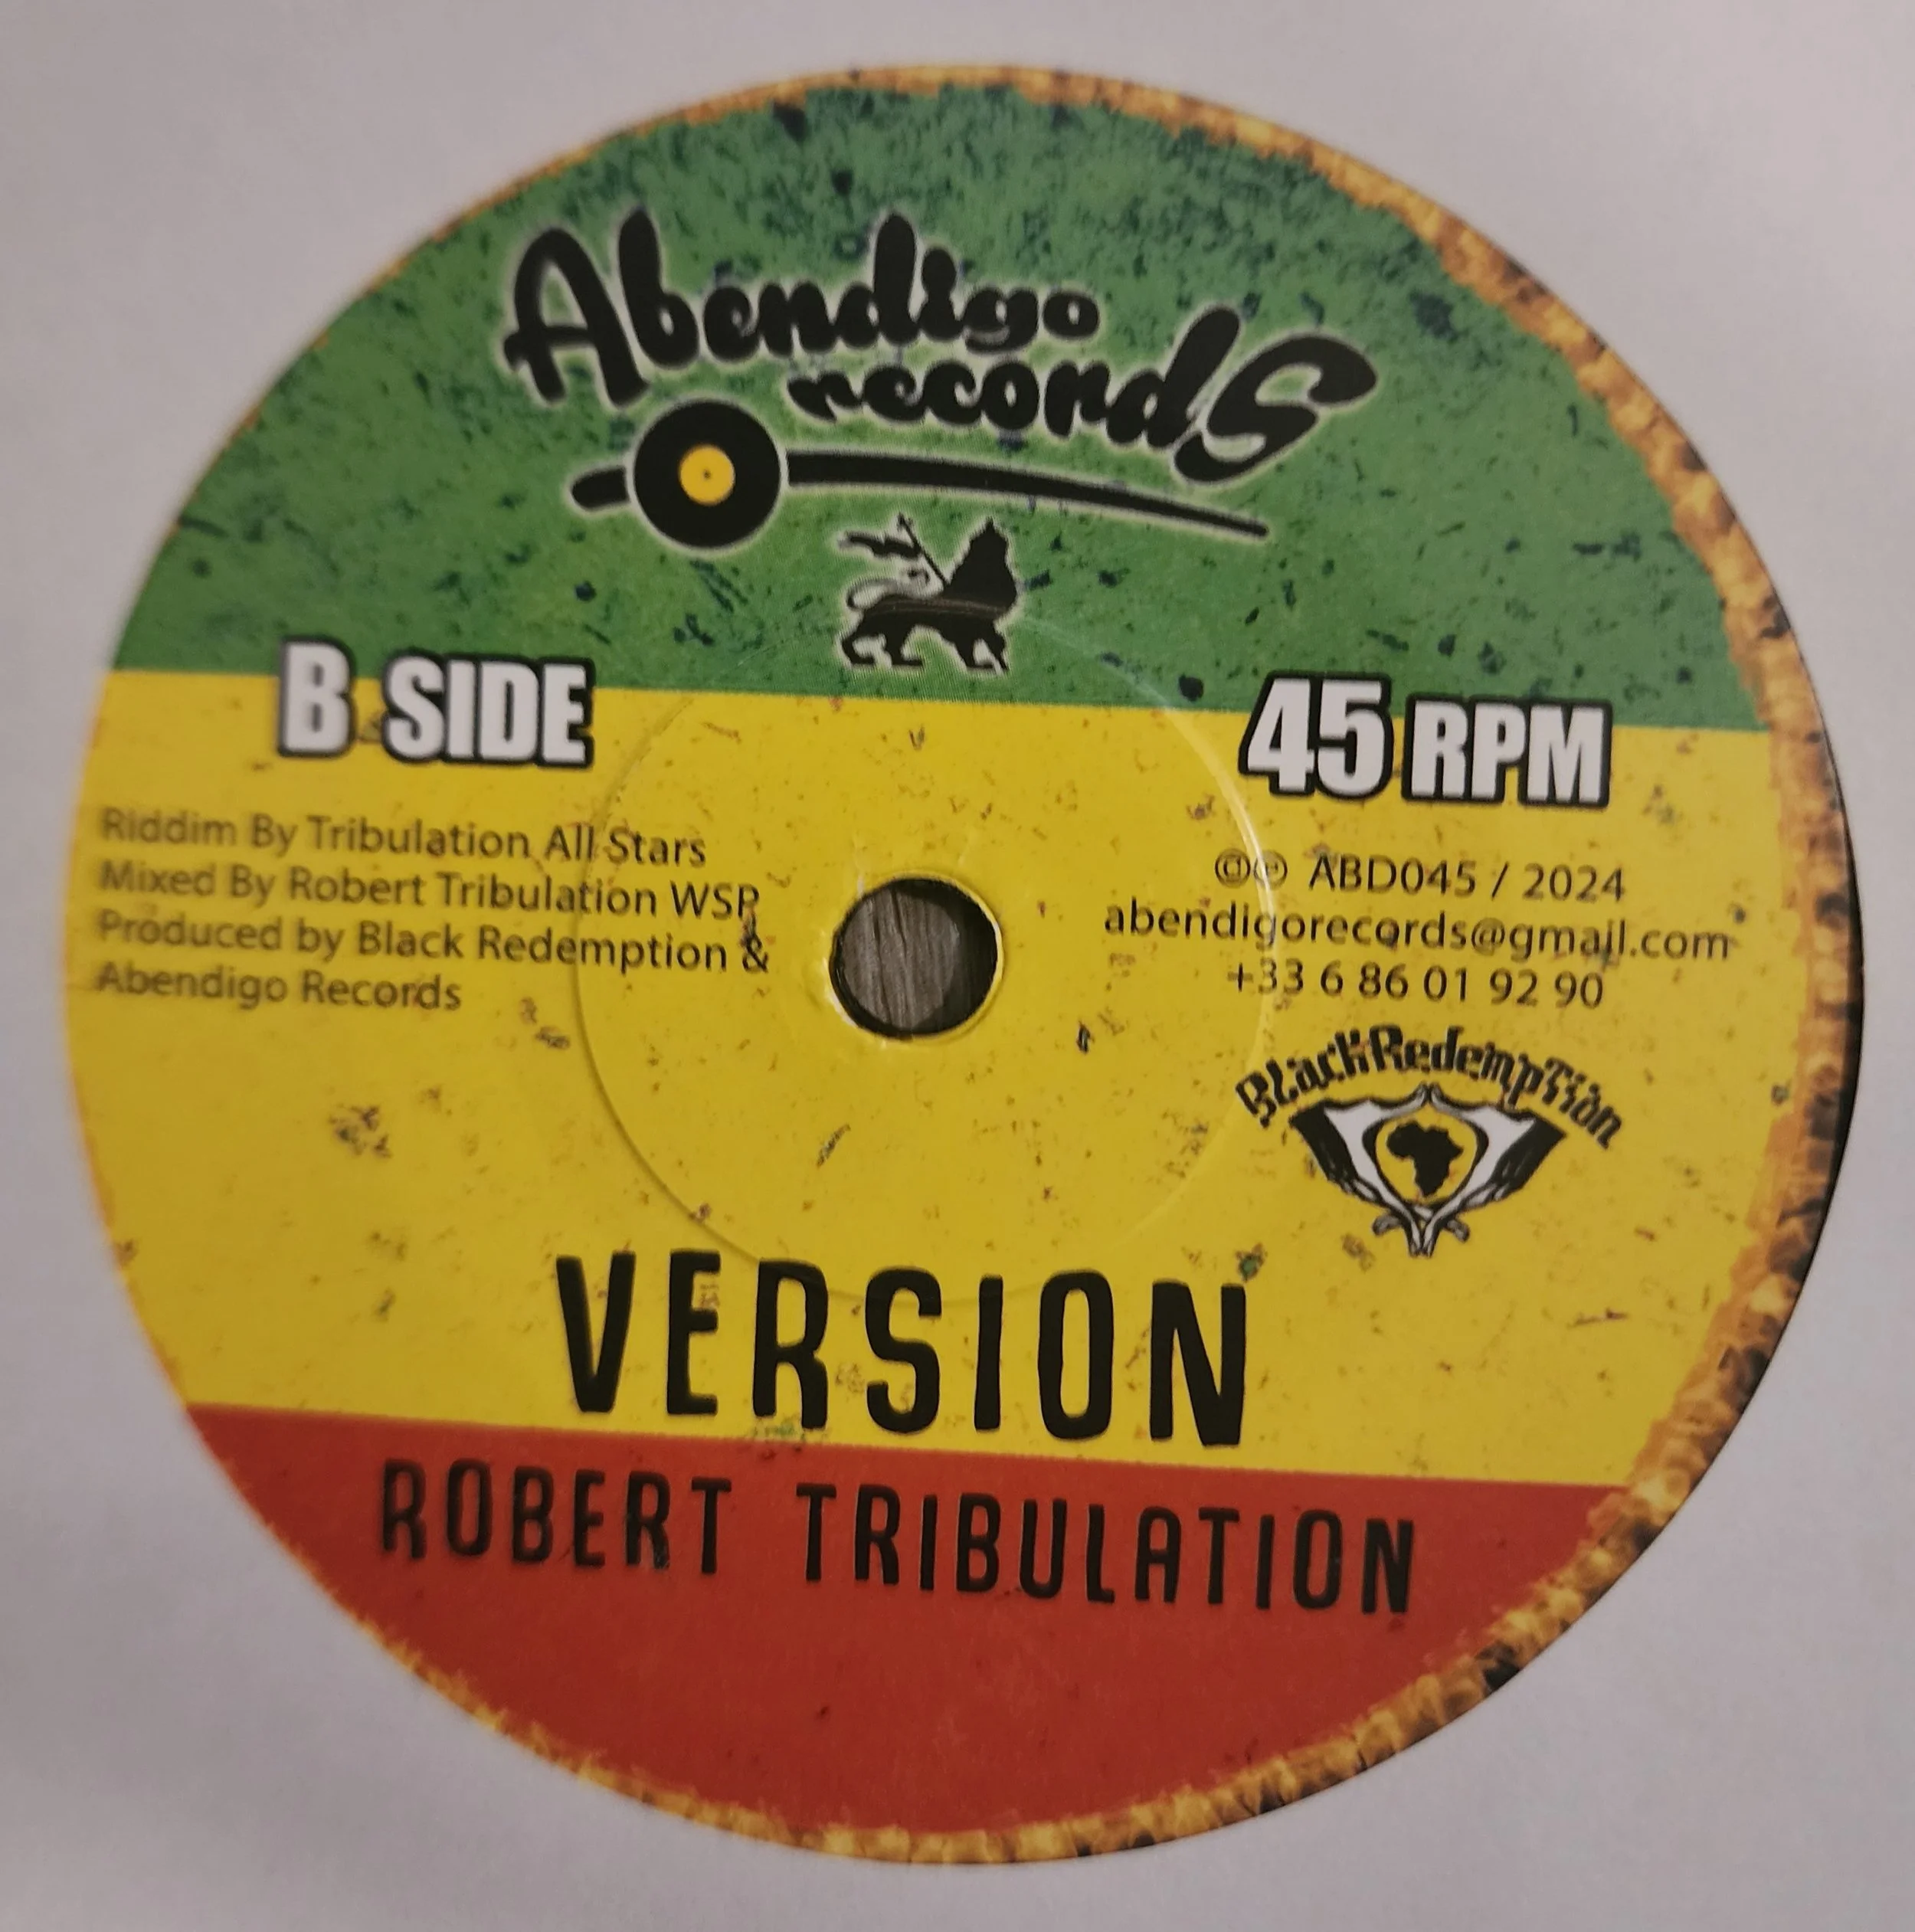 Abendigo
records
B SIDE
45 RPM
Riddim By Tribulation All Stars
Mixed By Robert Tribulation WSP
Produced by Black Redemption &
Abendigo Records
©℗ ABD045 / 2024
abendigorecords@gmail.com
+33 6 86 01 92 90
BlackRedempTion
VERSION
ROBERT TRIBULATION